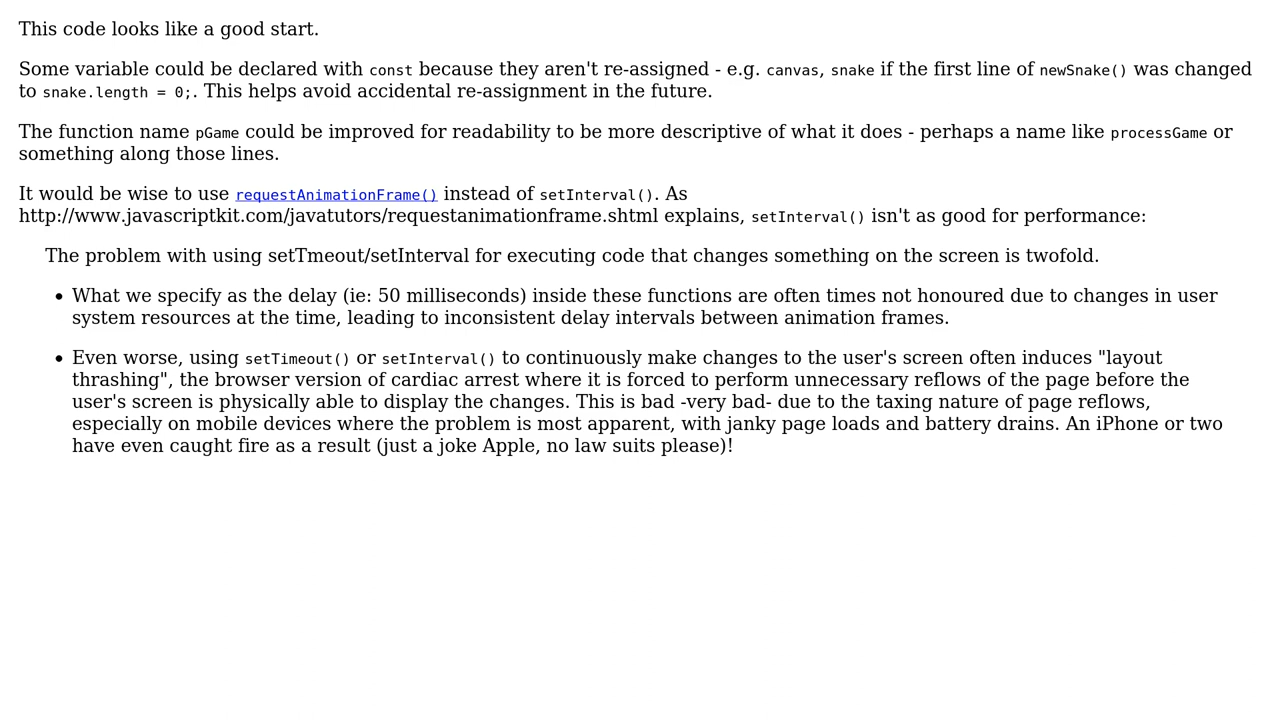 This code looks like a good start.
Some variable could be declared with const because they aren't re-assigned - e.g. canvas, snake if the first line of newSnake() was changed
to snake.length = 0;. This helps avoid accidental re-assignment in the future.
The function name pGame could be improved for readability to be more descriptive of what it does - perhaps a name like processGame or
something along those lines.
It would be wise to use requestAnimationFrame() instead of setInterval(). As
http://www.javascriptkit.com/javatutors/requestanimationframe.shtml explains, setInterval() isn't as good for performance:
The problem with using setTmeout/setInterval for executing code that changes something on the screen is twofold.
• What we specify as the delay (ie: 50 milliseconds) inside these functions are often times not honoured due to changes in user
system resources at the time, leading to inconsistent delay intervals between animation frames.
• Even worse, using setTimeout() or setInterval() to continuously make changes to the user's screen often induces "layout
thrashing", the browser version of cardiac arrest where it is forced to perform unnecessary reflows of the page before the
user's screen is physically able to display the changes. This is bad -very bad- due to the taxing nature of page reflows,
especially on mobile devices where the problem is most apparent, with janky page loads and battery drains. An iPhone or two
have even caught fire as a result (just a joke Apple, no law suits please)!